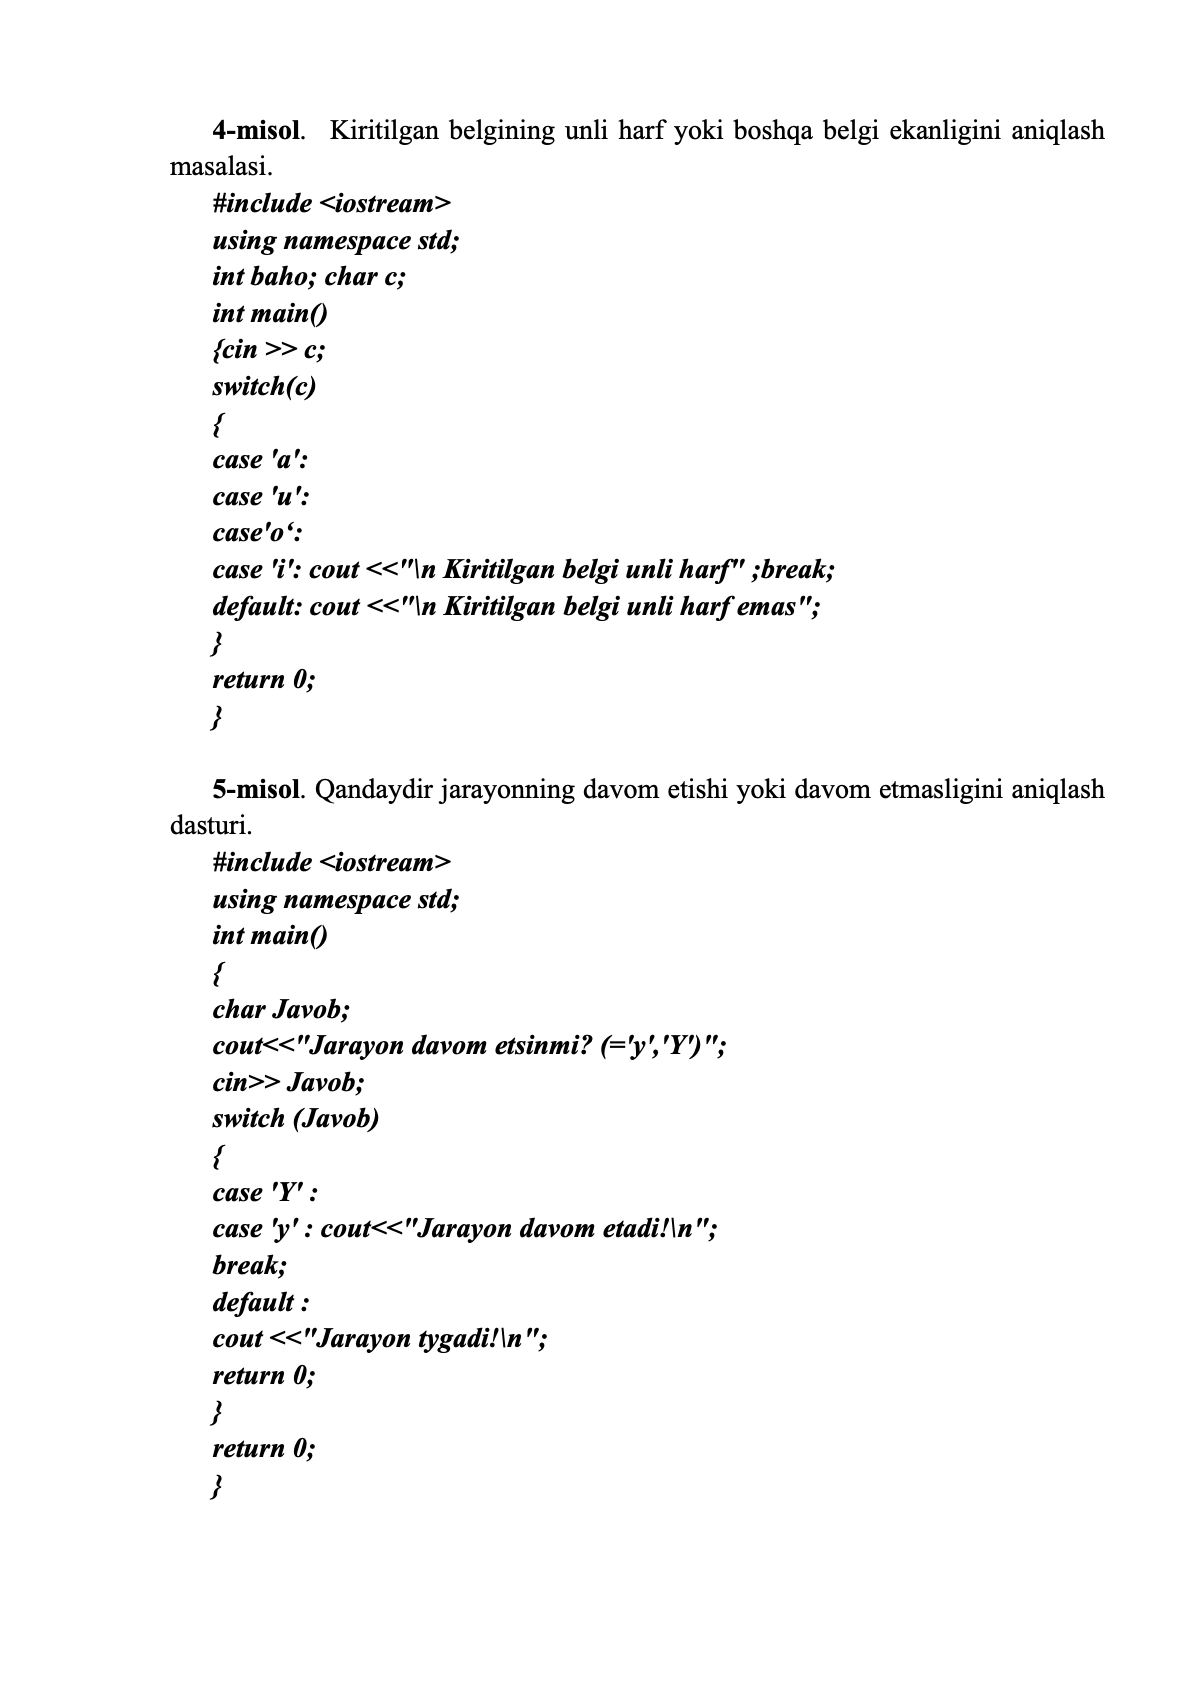 4-misol. Kiritilgan belgining unli harf yoki boshqa belgi ekanligini aniqlash
masalasi.
#include <iostream>
using namespace std;
int baho; char c;
int main()
{cin >> c;
switch(c)
{
case 'a':
case 'u':
case'o‘:
case 'i': cout <<"\n Kiritilgan belgi unli harf" ;break;
default: cout <<"\n Kiritilgan belgi unli harf emas";
}
return 0;
}
5-misol. Qandaydir jarayonning davom etishi yoki davom etmasligini aniqlash
dasturi.
#include <iostream>
using namespace std;
int main()
{
char Javob;
cout<<"Jarayon davom etsinmi? (='y','Y')";
cin>> Javob;
switch (Javob)
{
case 'Y' :
case 'y' : cout<<"Jarayon davom etadi!\n";
break;
default :
cout <<"Jarayon tygadi!\n";
return 0;
}
return 0;
}